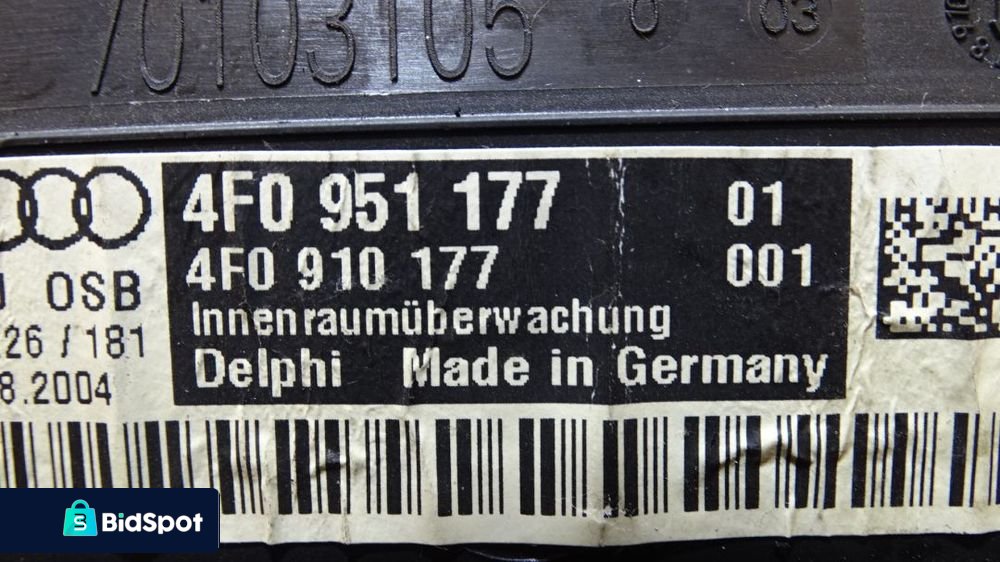 70103105
03
4F0 951 177 01
4F0 910 177 001
OSB
Innenraumüberwachung
26 / 181
Delphi Made in Germany
8.2004
BidSpot